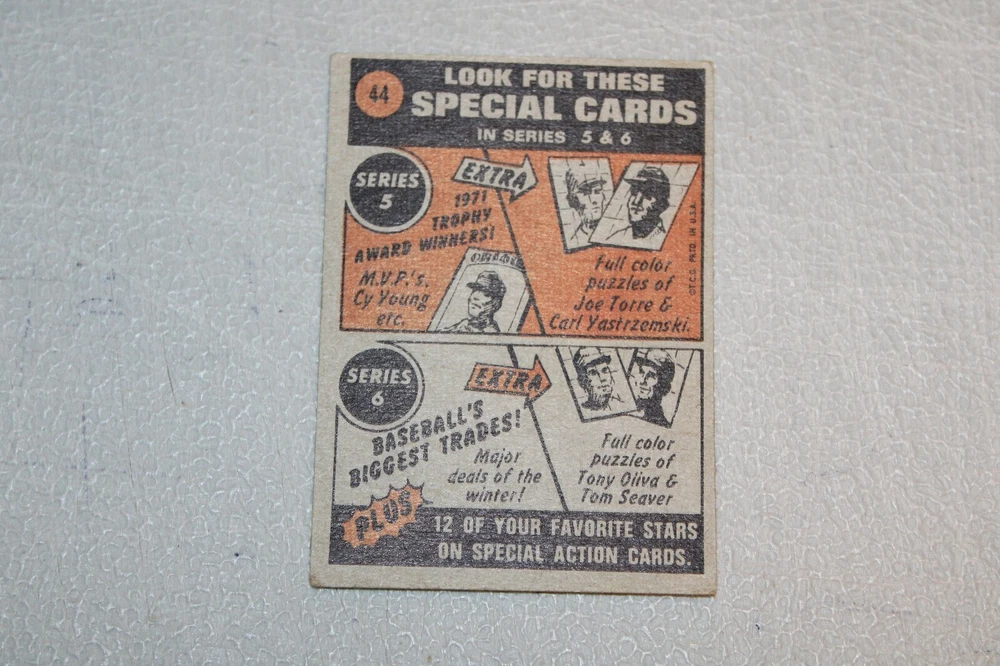 44
LOOK FOR THESE
SPECIAL CARDS
IN SERIES 5 & 6
SERIES
5
EXTRA
1971
TROPHY
AWARD WINNERS!
M.V.P.'s.
Cy Young
etc.
Full color
puzzles of
Joe Torre &
Carl Yastrzemski.
©T.C.G. PRTD. IN U.S.A.
SERIES
6
EXTRA
BASEBALL'S
BIGGEST TRADES!
Major
deals of the
winter!
Full color
puzzles of
Tony Oliva &
Tom Seaver
PLUS
12 OF YOUR FAVORITE STARS
ON SPECIAL ACTION CARDS.